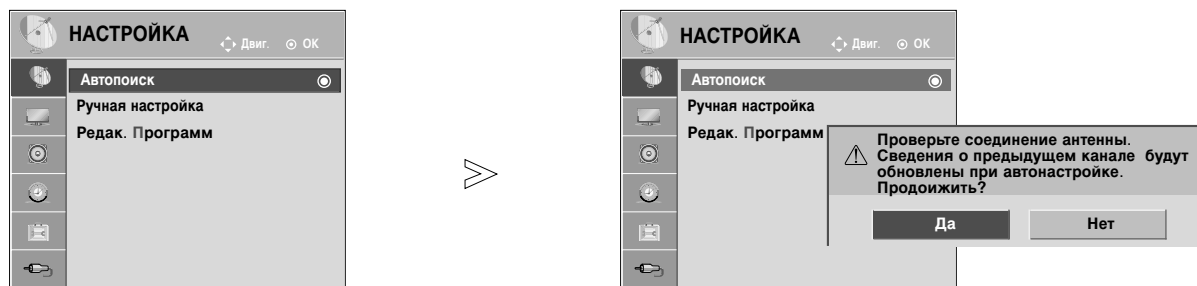 НАСТРОЙКА
Двиг. OK
Автопоиск
Ручная настройка
Редак. Программ
НАСТРОЙКА
Двиг. OK
Автопоиск
Ручная настройка
Редак. Программ
Проверьте соединение антенны.
Сведения о предыдущем канале будут
обновлены при автонастройке.
Продоижить?
Да Нет